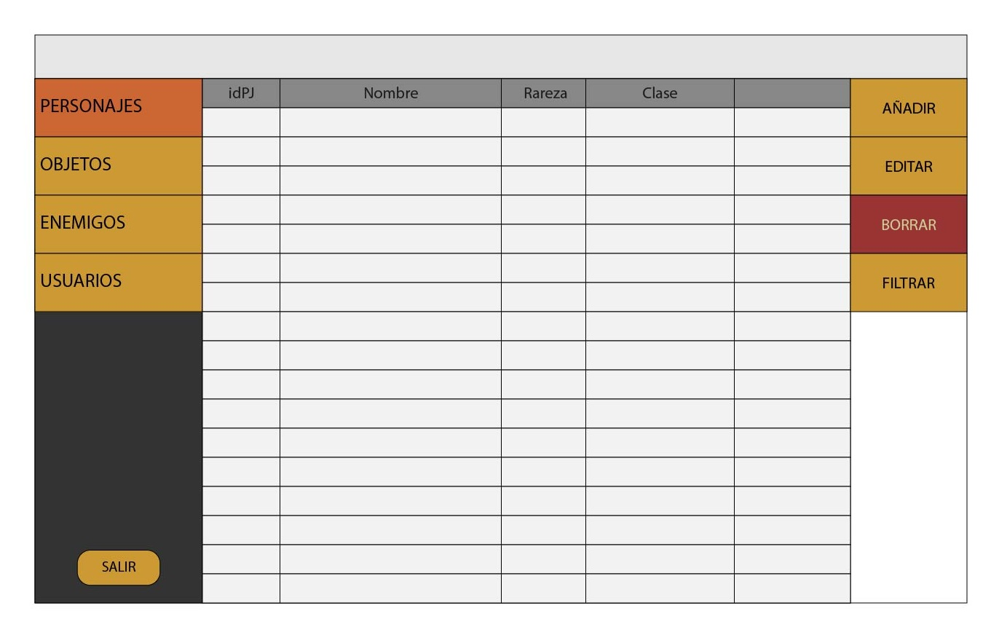 PERSONAJES
OBJETOS
ENEMIGOS
USUARIOS
SALIR
idPJ Nombre Rareza Clase
AÑADIR
EDITAR
BORRAR
FILTRAR